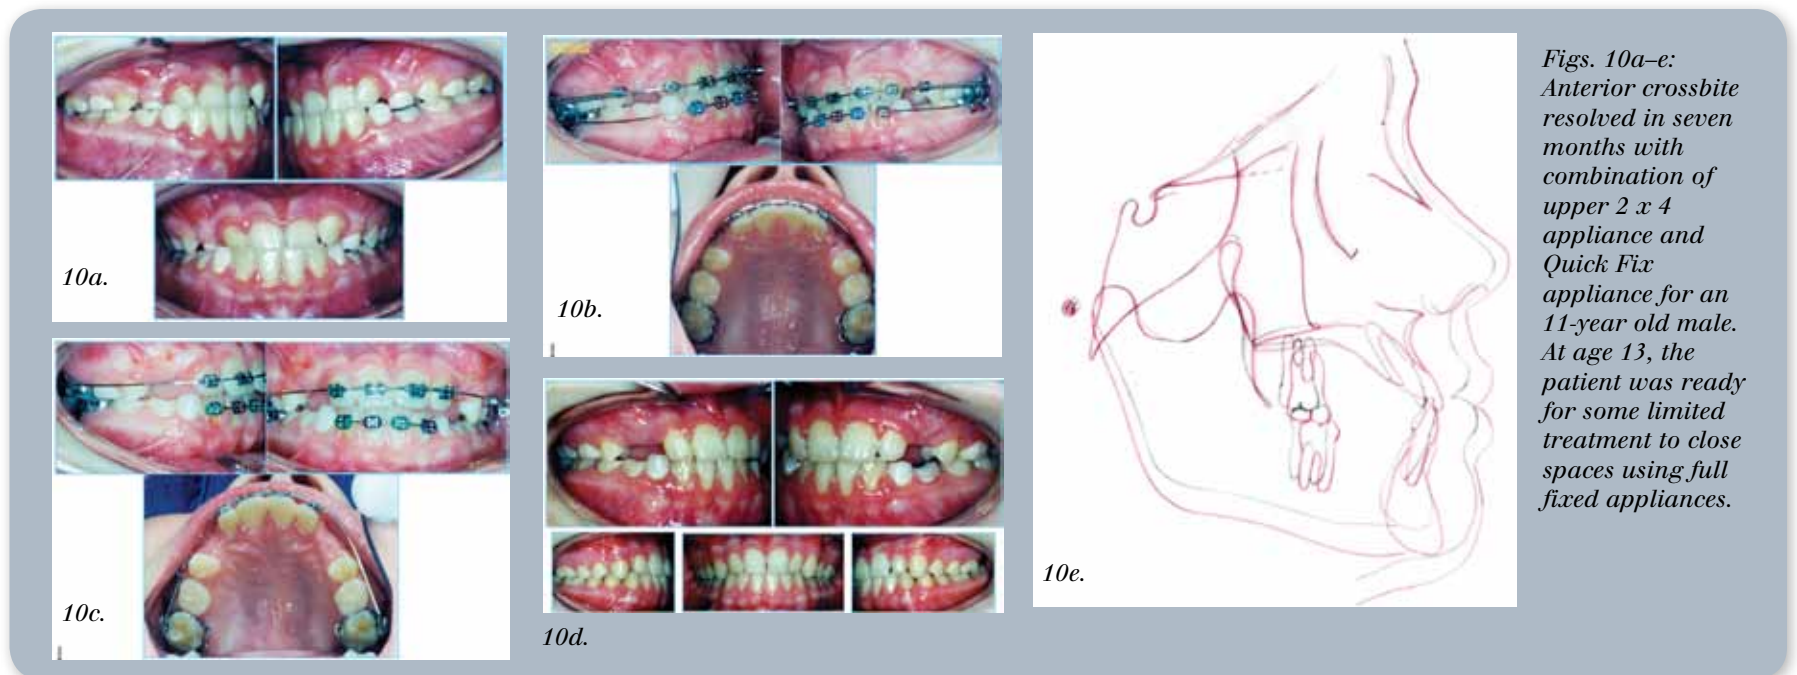 10a.
10b.
10c.
10d.
10e.
Figs. 10a–e:
Anterior crossbite
resolved in seven
months with
combination of
upper 2 x 4
appliance and
Quick Fix
appliance for an
11-year old male.
At age 13, the
patient was ready
for some limited
treatment to close
spaces using full
fixed appliances.